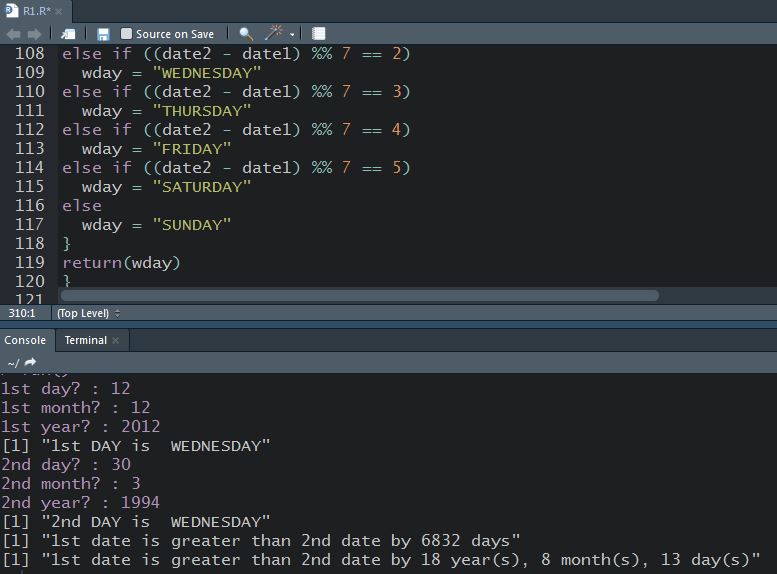 R1.R*
Source on Save
108 else if ((date2 - date1) %% 7 == 2)
109 wday = "WEDNESDAY"
110 else if ((date2 - date1) %% 7 == 3)
111 wday = "THURSDAY"
112 else if ((date2 - date1) %% 7 == 4)
113 wday = "FRIDAY"
114 else if ((date2 - date1) %% 7 == 5)
115 wday = "SATURDAY"
116 else
117 wday = "SUNDAY"
118 }
119 return(wday)
120 }
121
310:1 (Top Level)
Console Terminal
~/
1st day? : 12
1st month? : 12
1st year? : 2012
[1] "1st DAY is  WEDNESDAY"
2nd day? : 30
2nd month? : 3
2nd year? : 1994
[1] "2nd DAY is  WEDNESDAY"
[1] "1st date is greater than 2nd date by 6832 days"
[1] "1st date is greater than 2nd date by 18 year(s), 8 month(s), 13 day(s)"